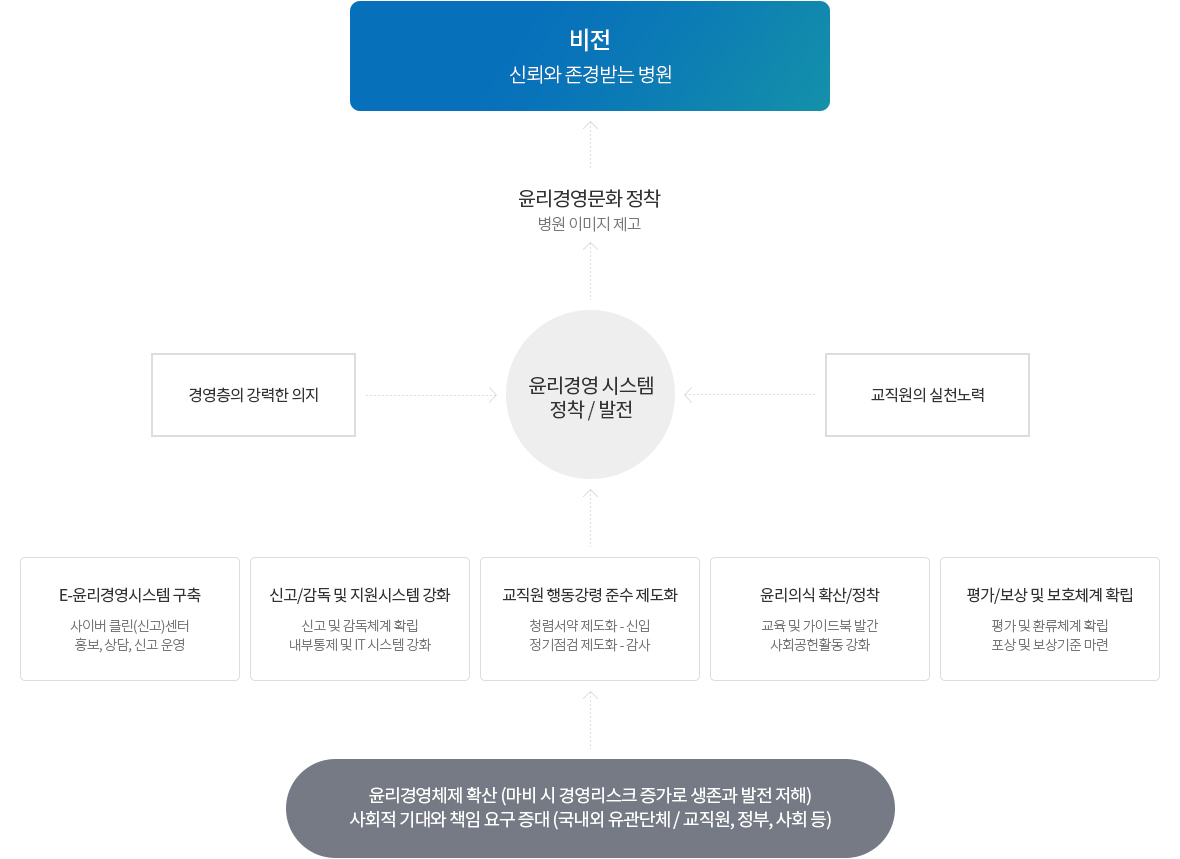 비전
신뢰와 존경받는 병원
윤리경영문화 정착
병원 이미지 제고
경영층의 강력한 의지
윤리경영 시스템
정착 / 발전
교직원의 실천노력
E-윤리경영시스템 구축
사이버 클린(신고)센터
홍보, 상담, 신고 운영
신고/감독 및 지원시스템 강화
신고 및 감독체계 확립
내부통제 및 IT 시스템 강화
교직원 행동강령 준수 제도화
청렴서약 제도화 - 신입
정기점검 제도화 - 감사
윤리의식 확산/정착
교육 및 가이드북 발간
사회공헌활동 강화
평가/보상 및 보호체계 확립
평가 및 환류체계 확립
포상 및 보상기준 마련
윤리경영체제 확산 (마비 시 경영리스크 증가로 생존과 발전 저해)
사회적 기대와 책임 요구 증대 (국내외 유관단체 / 교직원, 정부, 사회 등)